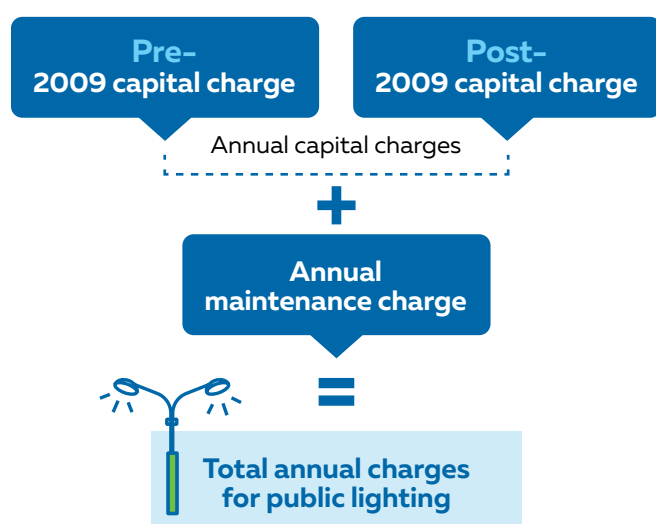 Pre-
2009 capital charge
Post-
2009 capital charge
Annual capital charges
+
Annual
maintenance charge
=
Total annual charges
for public lighting